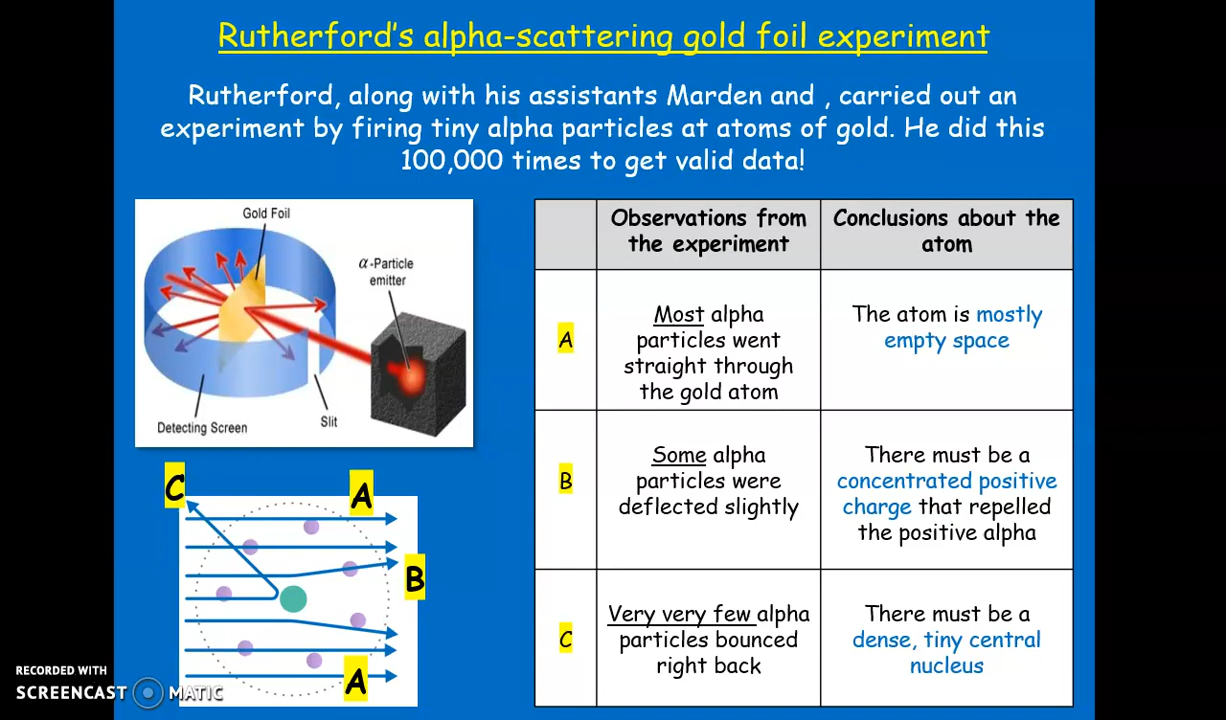 Rutherford's alpha-scattering gold foil experiment
Rutherford, along with his assistants Marden and , carried out an
experiment by firing tiny alpha particles at atoms of gold. He did this
100,000 times to get valid data!
Gold Foil
α-Particle
emitter
Detecting Screen
Slit
C
A
B
A
Observations from
the experiment
Conclusions about the
atom
A
Most alpha
particles went
straight through
the gold atom
The atom is mostly
empty space
B
Some alpha
particles were
deflected slightly
There must be a
concentrated positive
charge that repelled
the positive alpha
C
Very very few alpha
particles bounced
right back
There must be a
dense, tiny central
nucleus
RECORDED WITH
SCREENCAST MATIC